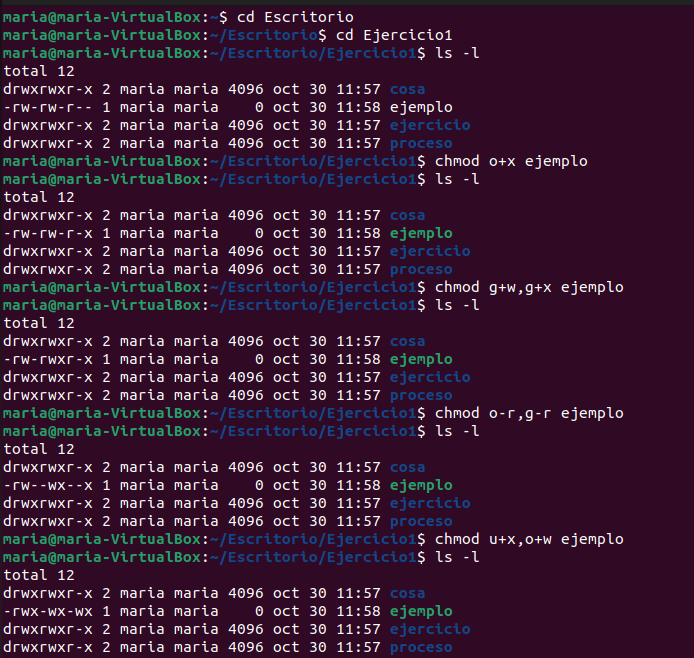 maria@maria-VirtualBox:~$ cd Escritorio
maria@maria-VirtualBox:~/Escritorio$ cd Ejercicio1
maria@maria-VirtualBox:~/Escritorio/Ejercicio1$ ls -l
total 12
drwxrwxr-x 2 maria maria 4096 oct 30 11:57 cosa
-rw-rw-r-- 1 maria maria    0 oct 30 11:58 ejemplo
drwxrwxr-x 2 maria maria 4096 oct 30 11:57 ejercicio
drwxrwxr-x 2 maria maria 4096 oct 30 11:57 proceso
maria@maria-VirtualBox:~/Escritorio/Ejercicio1$ chmod o+x ejemplo
maria@maria-VirtualBox:~/Escritorio/Ejercicio1$ ls -l
total 12
drwxrwxr-x 2 maria maria 4096 oct 30 11:57 cosa
-rw-rw-r-x 1 maria maria    0 oct 30 11:58 ejemplo
drwxrwxr-x 2 maria maria 4096 oct 30 11:57 ejercicio
drwxrwxr-x 2 maria maria 4096 oct 30 11:57 proceso
maria@maria-VirtualBox:~/Escritorio/Ejercicio1$ chmod g+w,g+x ejemplo
maria@maria-VirtualBox:~/Escritorio/Ejercicio1$ ls -l
total 12
drwxrwxr-x 2 maria maria 4096 oct 30 11:57 cosa
-rw-rwxr-x 1 maria maria    0 oct 30 11:58 ejemplo
drwxrwxr-x 2 maria maria 4096 oct 30 11:57 ejercicio
drwxrwxr-x 2 maria maria 4096 oct 30 11:57 proceso
maria@maria-VirtualBox:~/Escritorio/Ejercicio1$ chmod o-r,g-r ejemplo
maria@maria-VirtualBox:~/Escritorio/Ejercicio1$ ls -l
total 12
drwxrwxr-x 2 maria maria 4096 oct 30 11:57 cosa
-rw--wx--x 1 maria maria    0 oct 30 11:58 ejemplo
drwxrwxr-x 2 maria maria 4096 oct 30 11:57 ejercicio
drwxrwxr-x 2 maria maria 4096 oct 30 11:57 proceso
maria@maria-VirtualBox:~/Escritorio/Ejercicio1$ chmod u+x,o+w ejemplo
maria@maria-VirtualBox:~/Escritorio/Ejercicio1$ ls -l
total 12
drwxrwxr-x 2 maria maria 4096 oct 30 11:57 cosa
-rwx-wx-wx 1 maria maria    0 oct 30 11:58 ejemplo
drwxrwxr-x 2 maria maria 4096 oct 30 11:57 ejercicio
drwxrwxr-x 2 maria maria 4096 oct 30 11:57 proceso